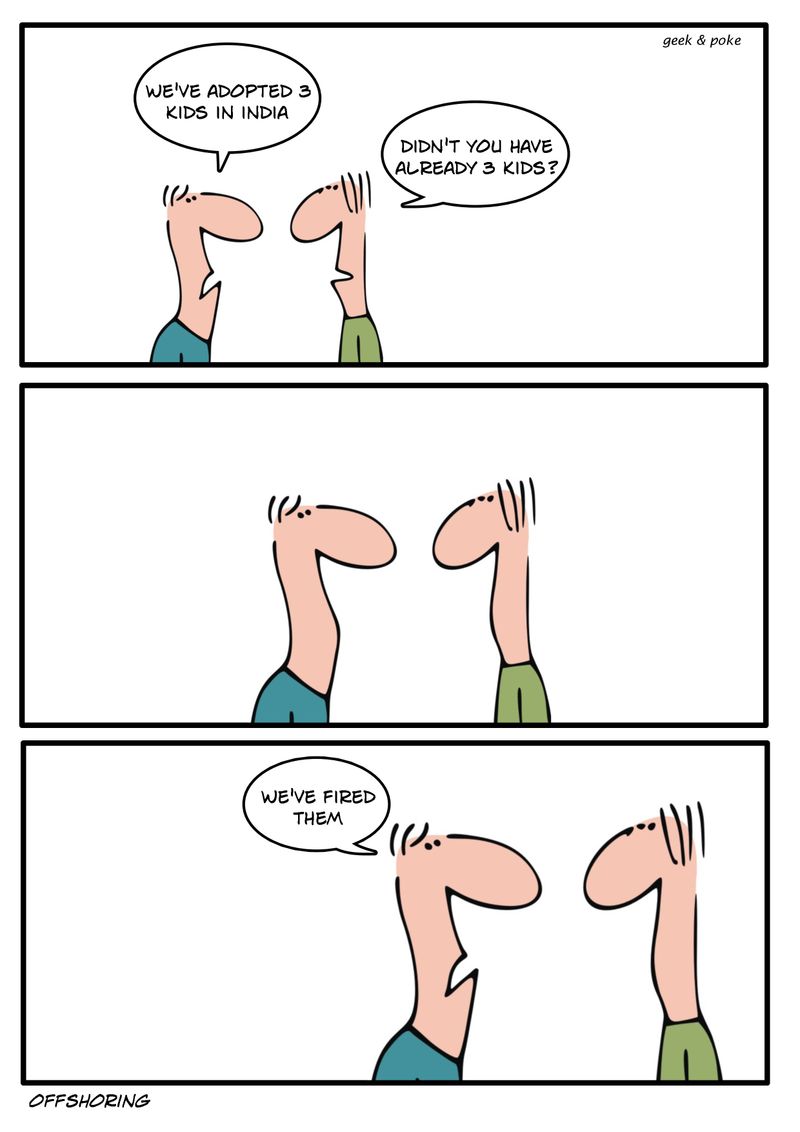 geek & poke
WE'VE ADOPTED 3
KIDS IN INDIA
DIDN'T YOU HAVE
ALREADY 3 KIDS?
WE'VE FIRED
THEM
OFFSHORING